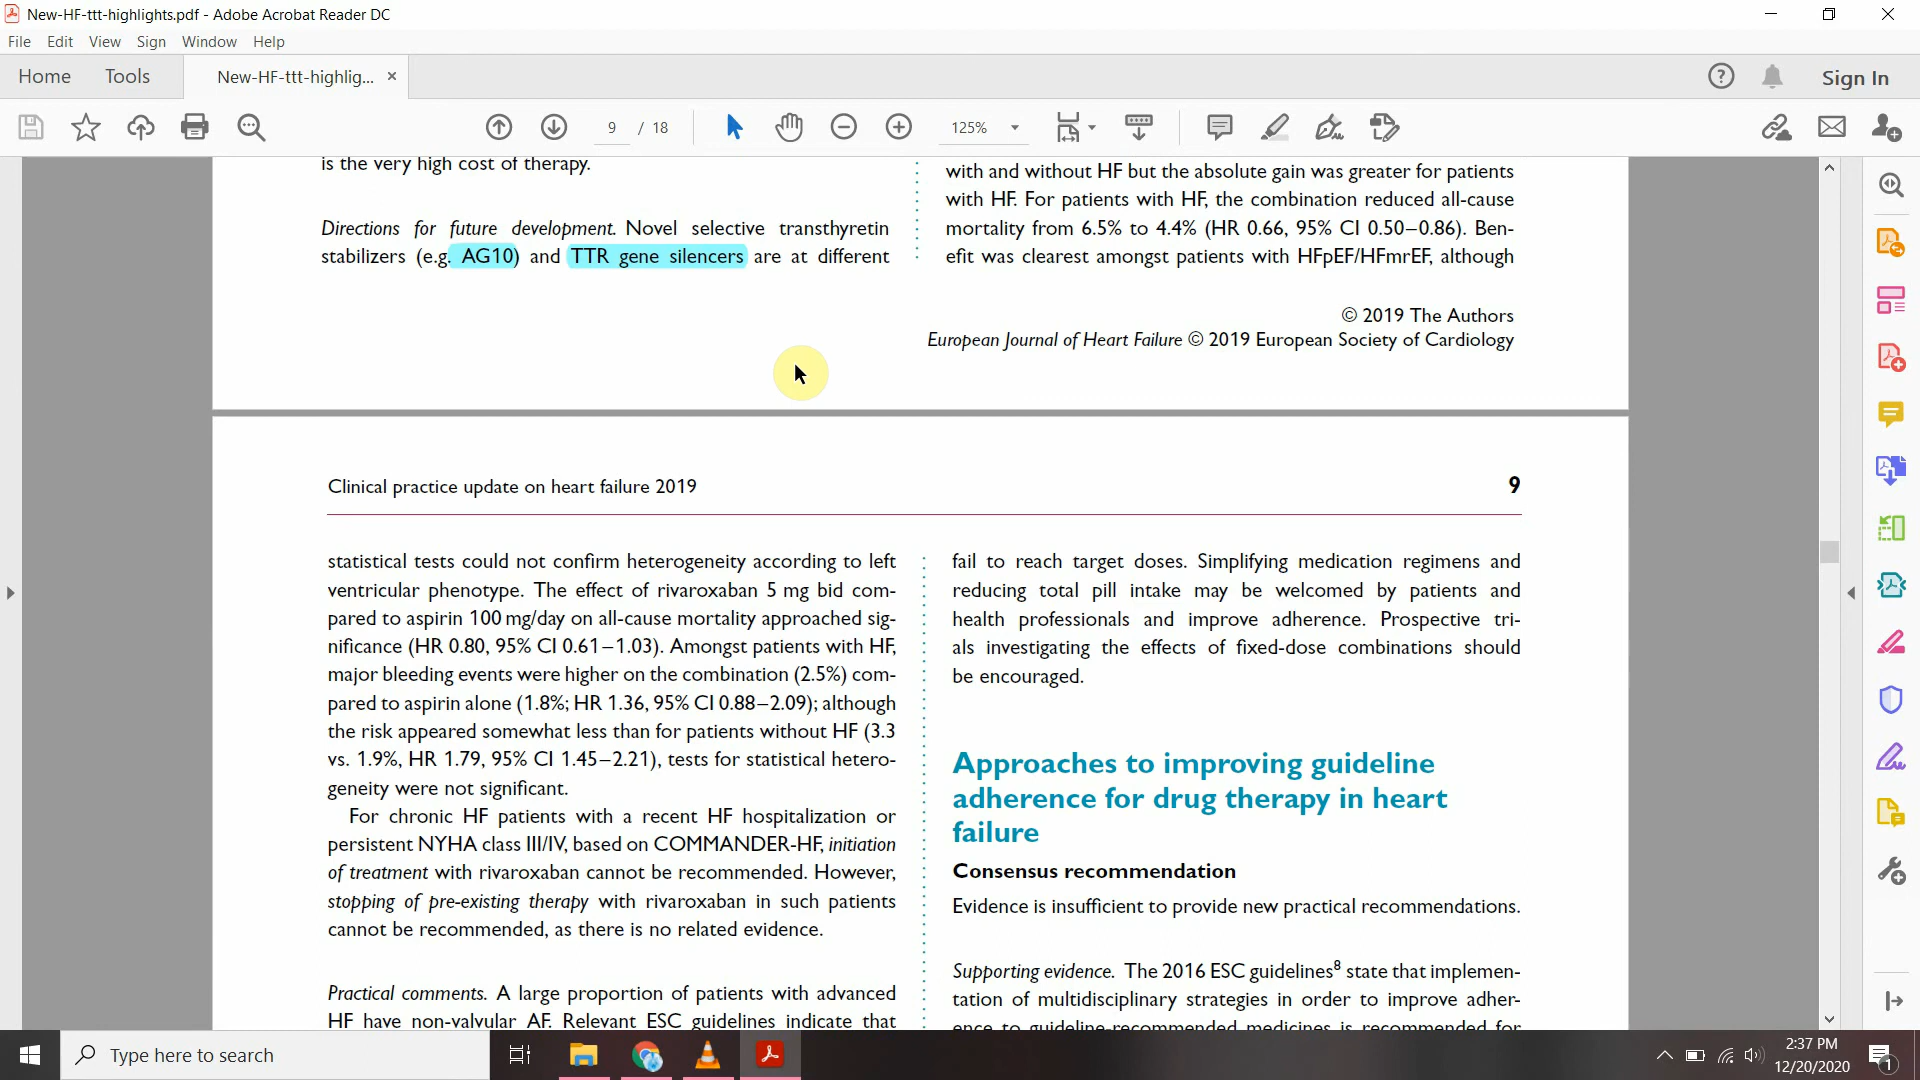 New-HF-ttt-highlights.pdf - Adobe Acrobat Reader DC
File Edit View Sign Window Help
Home Tools New-HF-ttt-highlig... × Sign In
9 / 18 125%
is the very high cost of therapy.
Directions for future development. Novel selective transthyretin
stabilizers (e.g. AG10) and TTR gene silencers are at different
with and without HF but the absolute gain was greater for patients
with HF. For patients with HF, the combination reduced all-cause
mortality from 6.5% to 4.4% (HR 0.66, 95% CI 0.50–0.86). Ben-
efit was clearest amongst patients with HFpEF/HFmrEF, although
© 2019 The Authors
European Journal of Heart Failure © 2019 European Society of Cardiology
Clinical practice update on heart failure 2019 9
statistical tests could not confirm heterogeneity according to left
ventricular phenotype. The effect of rivaroxaban 5 mg bid com-
pared to aspirin 100 mg/day on all-cause mortality approached sig-
nificance (HR 0.80, 95% CI 0.61–1.03). Amongst patients with HF,
major bleeding events were higher on the combination (2.5%) com-
pared to aspirin alone (1.8%; HR 1.36, 95% CI 0.88–2.09); although
the risk appeared somewhat less than for patients without HF (3.3
vs. 1.9%, HR 1.79, 95% CI 1.45–2.21), tests for statistical hetero-
geneity were not significant.
For chronic HF patients with a recent HF hospitalization or
persistent NYHA class III/IV, based on COMMANDER-HF, initiation
of treatment with rivaroxaban cannot be recommended. However,
stopping of pre-existing therapy with rivaroxaban in such patients
cannot be recommended, as there is no related evidence.
Practical comments. A large proportion of patients with advanced
HF have non-valvular AF. Relevant ESC guidelines indicate that
fail to reach target doses. Simplifying medication regimens and
reducing total pill intake may be welcomed by patients and
health professionals and improve adherence. Prospective tri-
als investigating the effects of fixed-dose combinations should
be encouraged.
Approaches to improving guideline
adherence for drug therapy in heart
failure
Consensus recommendation
Evidence is insufficient to provide new practical recommendations.
Supporting evidence. The 2016 ESC guidelines8 state that implemen-
tation of multidisciplinary strategies in order to improve adher-
ence to guideline-recommended medicines is recommended for
Type here to search
2:37 PM
12/20/2020
1